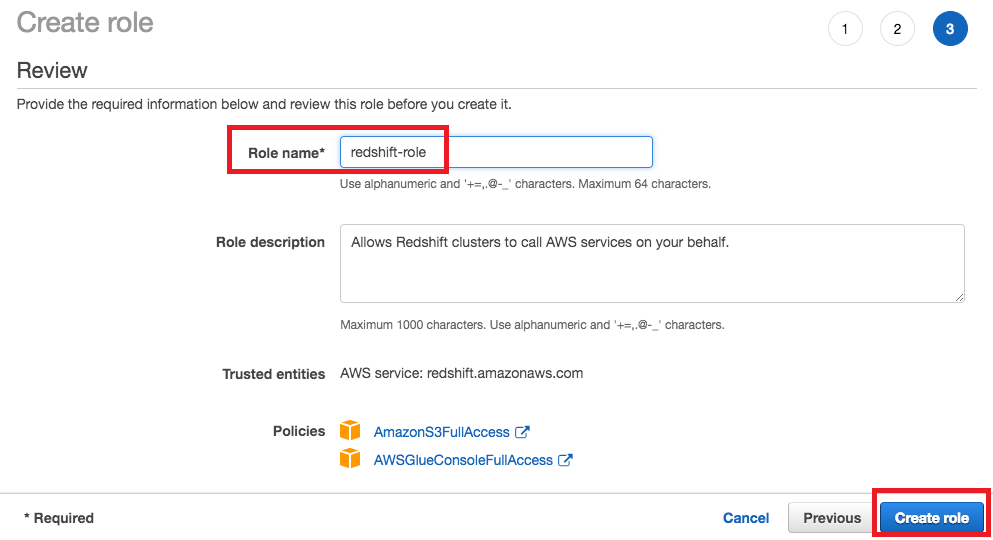 Create role
1 2 3
Review
Provide the required information below and review this role before you create it.
Role name* redshift-role
Use alphanumeric and '+=,.@-_' characters. Maximum 64 characters.
Role description Allows Redshift clusters to call AWS services on your behalf.
Maximum 1000 characters. Use alphanumeric and '+=,.@-_' characters.
Trusted entities AWS service: redshift.amazonaws.com
Policies AmazonS3FullAccess
AWSGlueConsoleFullAccess
* Required Cancel Previous Create role